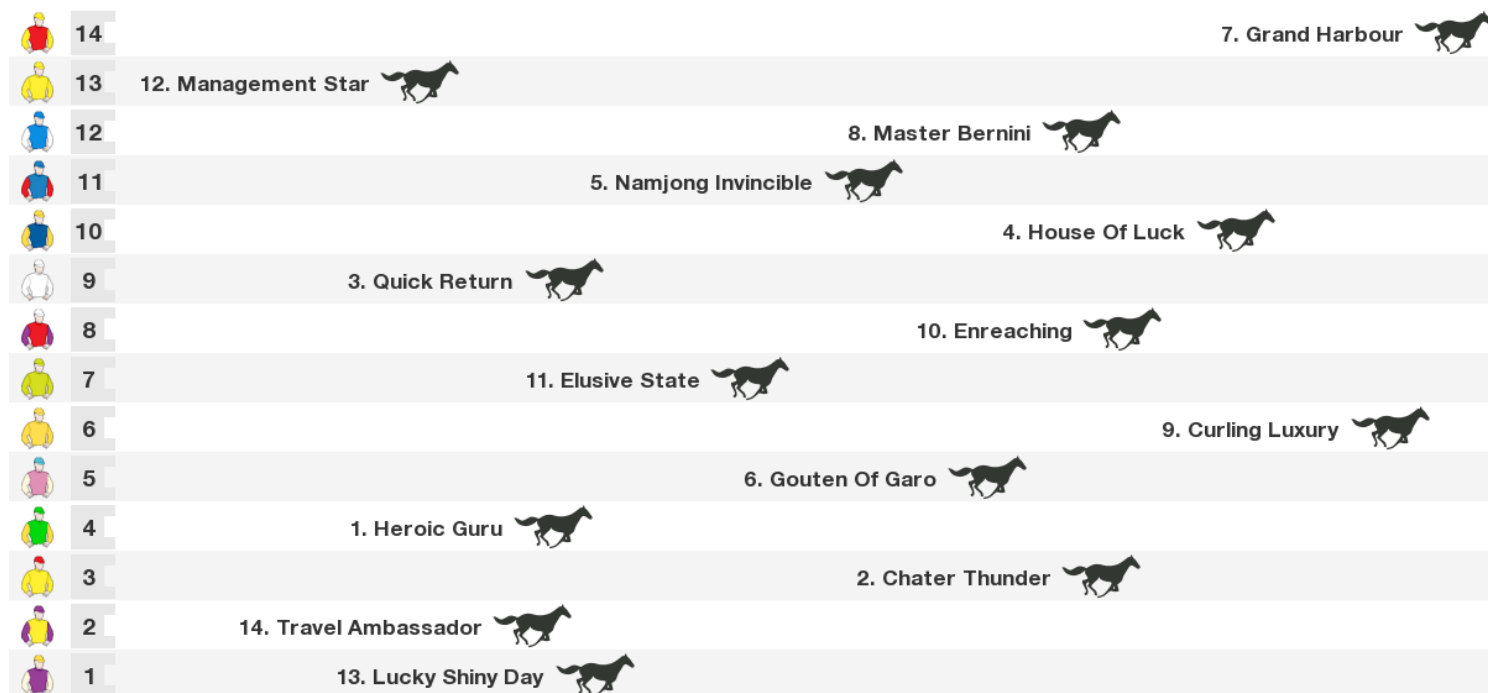 14 7. Grand Harbour
13 12. Management Star
12 8. Master Bernini
11 5. Namjong Invincible
10 4. House Of Luck
9 3. Quick Return
8 10. Enreaching
7 11. Elusive State
6 9. Curling Luxury
5 6. Gouten Of Garo
4 1. Heroic Guru
3 2. Chater Thunder
2 14. Travel Ambassador
1 13. Lucky Shiny Day